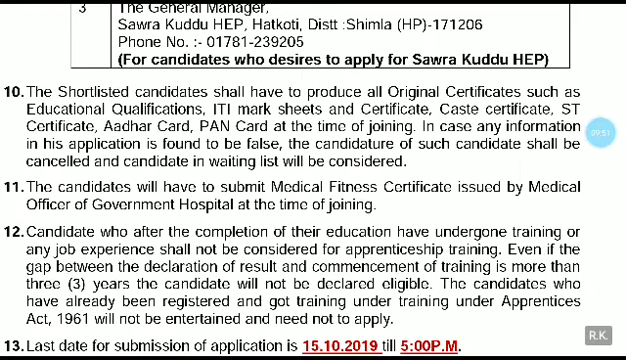 3 The General Manager,
Sawra Kuddu HEP, Hatkoti, Distt :Shimla (HP)-171206
Phone No. :- 01781-239205
(For candidates who desires to apply for Sawra Kuddu HEP)
10. The Shortlisted candidates shall have to produce all Original Certificates such as
Educational Qualifications, ITI mark sheets and Certificate, Caste certificate, ST
Certificate, Aadhar Card, PAN Card at the time of joining. In case any information
in his application is found to be false, the candidature of such candidate shall be
cancelled and candidate in waiting list will be considered.
09:51
11. The candidates will have to submit Medical Fitness Certificate issued by Medical
Officer of Government Hospital at the time of joining.
12. Candidate who after the completion of their education have undergone training or
any job experience shall not be considered for apprenticeship training. Even if the
gap between the declaration of result and commencement of training is more than
three (3) years the candidate will not be declared eligible. The candidates who
have already been registered and got training under training under Apprentices
Act, 1961 will not be entertained and need not to apply.
R.K.
13. Last date for submission of application is 15.10.2019 till 5:00P.M.